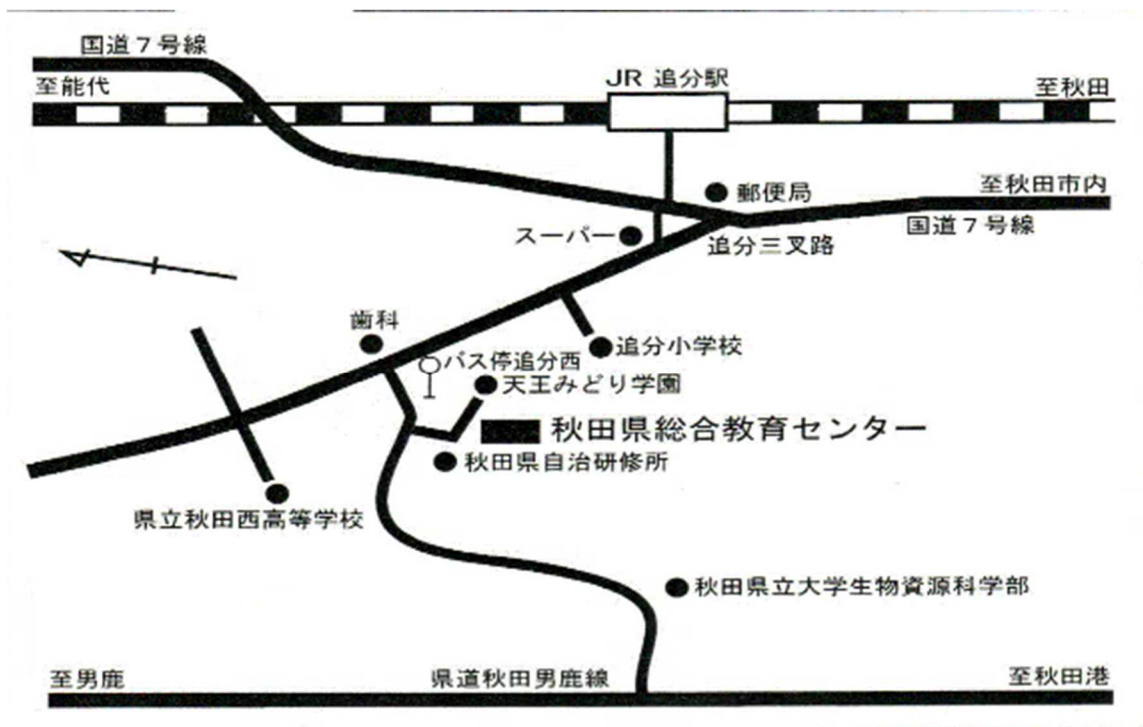 国道７号線
至能代
JR 追分駅
至秋田
郵便局
至秋田市内
国道７号線
スーパー
追分三叉路
歯科
追分小学校
バス停追分西
天王みどり学園
秋田県総合教育センター
秋田県自治研修所
県立秋田西高等学校
秋田県立大学生物資源科学部
至男鹿
県道秋田男鹿線
至秋田港